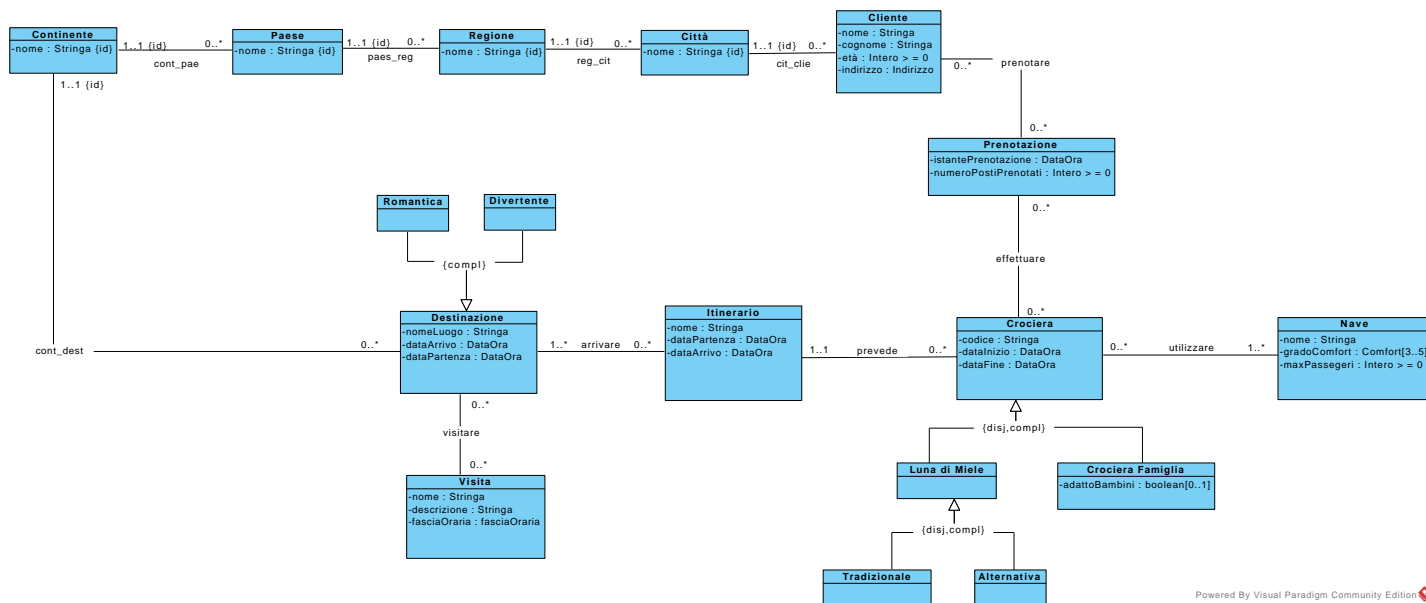 Continente
-nome : Stringa {id}
1..1 {id}
0..*
cont_pae
1..1 {id}
Paese
-nome : Stringa {id}
1..1 {id}
0..*
paes_reg
Regione
-nome : Stringa {id}
1..1 {id}
0..*
reg_cit
Città
-nome : Stringa {id}
1..1 {id}
0..*
cit_clie
Cliente
-nome : Stringa
-cognome : Stringa
-età : Intero > = 0
-indirizzo : Indirizzo
0..*
prenotare
0..*
Prenotazione
-istantePrenotazione : DataOra
-numeroPostiPrenotati : Intero > = 0
0..*
effettuare
0..*
Romantica
Divertente
{compl}
cont_dest
0..*
Destinazione
-nomeLuogo : Stringa
-dataArrivo : DataOra
-dataPartenza : DataOra
1..*
arrivare
0..*
Itinerario
-nome : Stringa
-dataPartenza : DataOra
-dataArrivo : DataOra
1..1
prevede
0..*
Crociera
-codice : Stringa
-dataInizio : DataOra
-dataFine : DataOra
0..*
utilizzare
1..*
Nave
-nome : Stringa
-gradoComfort : Comfort[3..5]
-maxPassegeri : Intero > = 0
0..*
visitare
0..*
Visita
-nome : Stringa
-descrizione : Stringa
-fasciaOraria : fasciaOraria
{disj,compl}
Luna di Miele
Crociera Famiglia
-adattoBambini : boolean[0..1]
{disj,compl}
Tradizionale
Alternativa
Powered By Visual Paradigm Community Edition